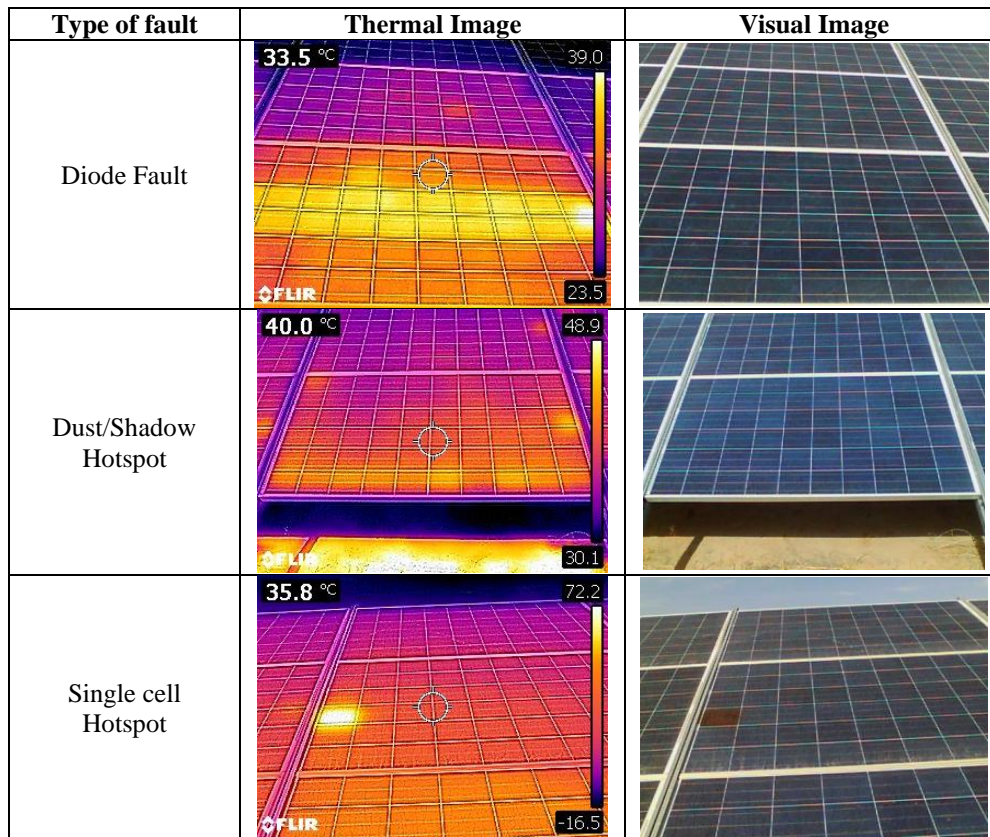 Type of fault
Thermal Image
Visual Image
Diode Fault
33.5 °C
39.0
23.5
FLIR
Dust/Shadow
Hotspot
40.0 °C
48.9
30.1
FLIR
Single cell
Hotspot
35.8 °C
72.2
-16.5
FLIR